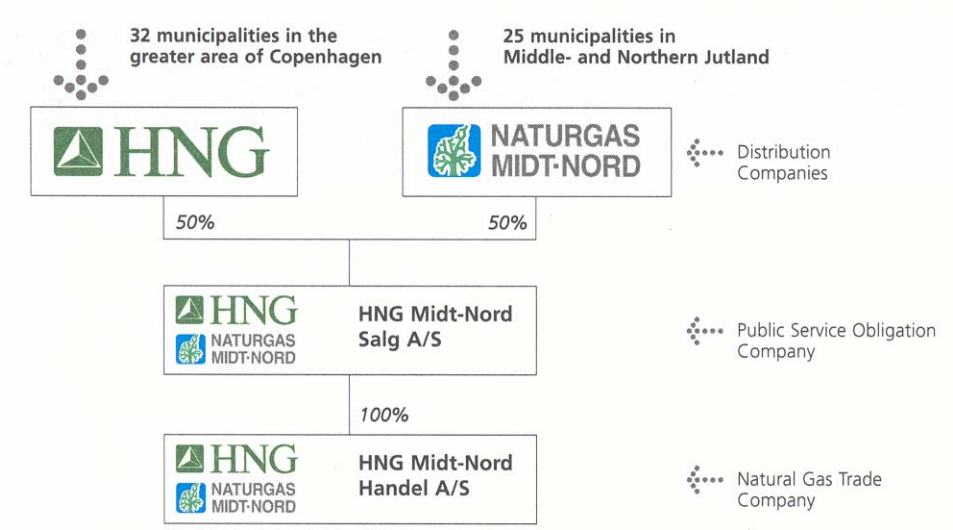 32 municipalities in the
greater area of Copenhagen
25 municipalities in
Middle- and Northern Jutland
HNG
NATURGAS
MIDT-NORD
Distribution
Companies
50%
50%
HNG
NATURGAS
MIDT-NORD
HNG Midt-Nord
Salg A/S
Public Service Obligation
Company
100%
HNG
NATURGAS
MIDT-NORD
HNG Midt-Nord
Handel A/S
Natural Gas Trade
Company